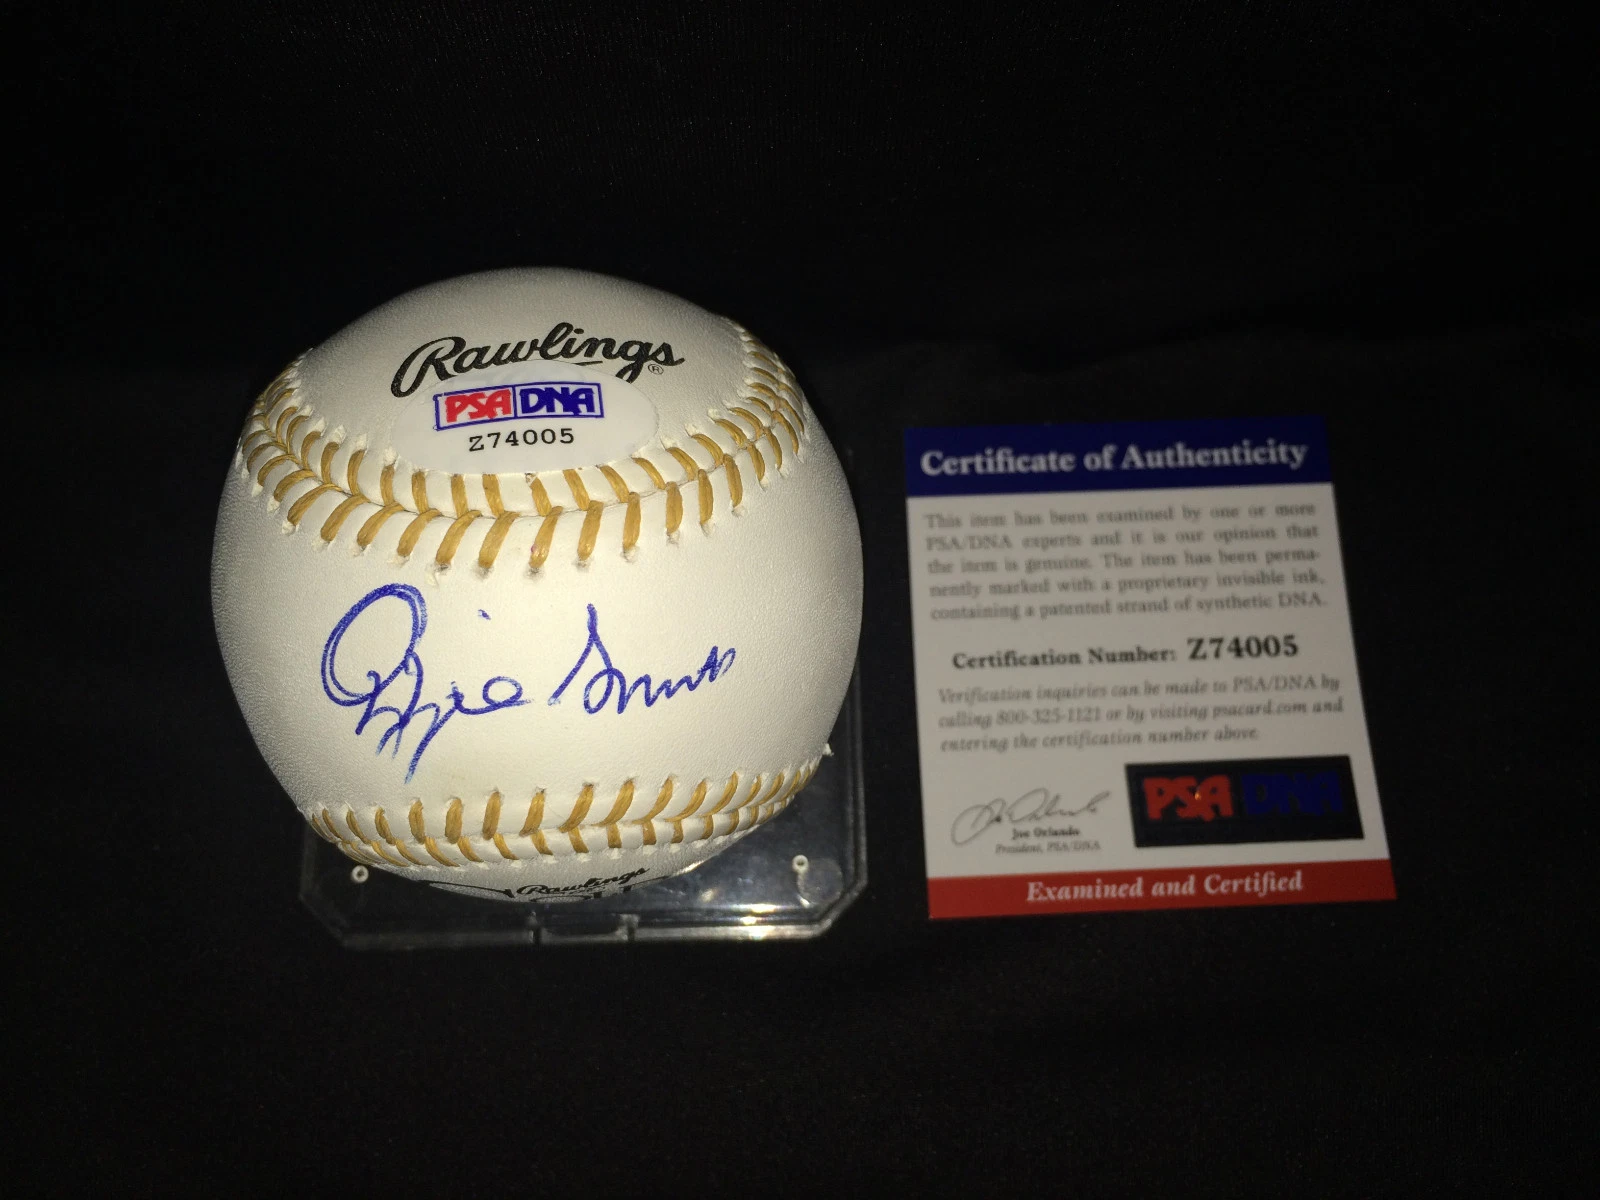 Rawlings®
PSA DNA
Z74005
Ozzie Smith
Rawlings
Certificate of Authenticity
This item has been examined by one or more
PSA/DNA experts and it is our opinion that
the item is genuine. The item has been perma-
nently marked with a proprietary invisible ink,
containing a patented strand of synthetic DNA.
Certification Number: Z74005
Verification inquiries can be made to PSA/DNA by
calling 800-325-1121 or by visiting psacard.com and
entering the certification number above.
Joe Orlando
President, PSA/DNA
PSA DNA
Examined and Certified